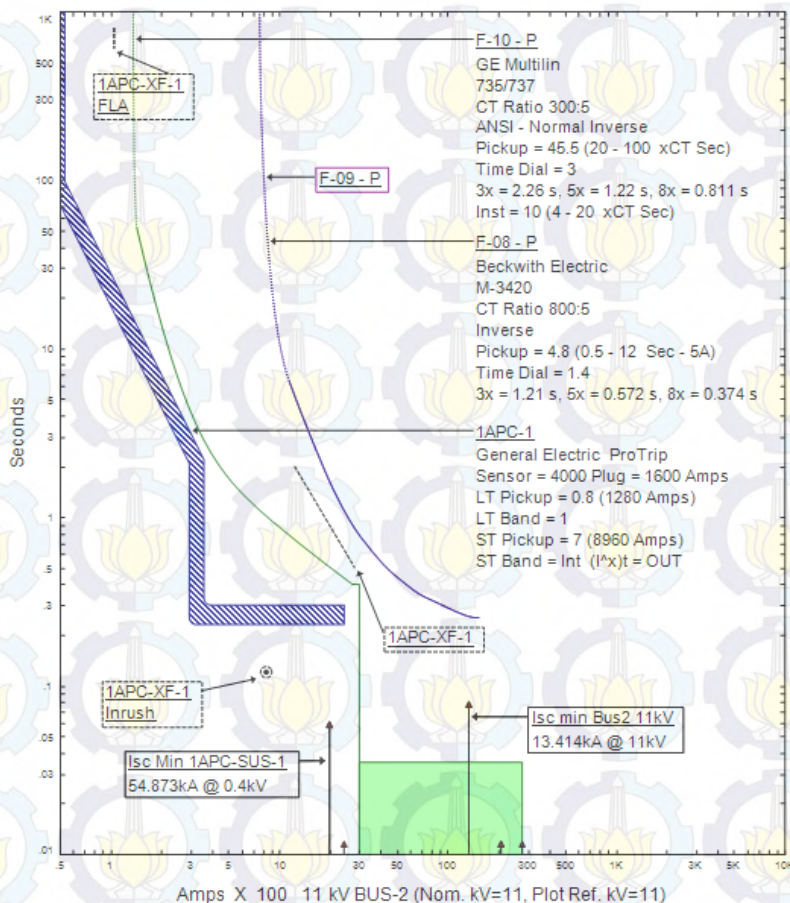 1K
500
300
100
50
30
10
5
3
1
.5
.3
.1
.05
.03
.01
Seconds
1APC-XF-1
FLA
F-09 - P
F-10 - P
GE Multilin
735/737
CT Ratio 300:5
ANSI - Normal Inverse
Pickup = 45.5 (20 - 100 xCT Sec)
Time Dial = 3
3x = 2.26 s, 5x = 1.22 s, 8x = 0.811 s
Inst = 10 (4 - 20 xCT Sec)
F-08 - P
Beckwith Electric
M-3420
CT Ratio 800:5
Inverse
Pickup = 4.8 (0.5 - 12 Sec - 5A)
Time Dial = 1.4
3x = 1.21 s, 5x = 0.572 s, 8x = 0.374 s
1APC-1
General Electric ProTrip
Sensor = 4000 Plug = 1600 Amps
LT Pickup = 0.8 (1280 Amps)
LT Band = 1
ST Pickup = 7 (8960 Amps)
ST Band = Int (I^x)t = OUT
1APC-XF-1
1APC-XF-1
Inrush
Isc Min 1APC-SUS-1
54.873kA @ 0.4kV
Isc min Bus2 11kV
13.414kA @ 11kV
.5 1 3 5 10 30 50 100 300 500 1K 3K 5K 10K
Amps X 100 11 kV BUS-2 (Nom. kV=11, Plot Ref. kV=11)